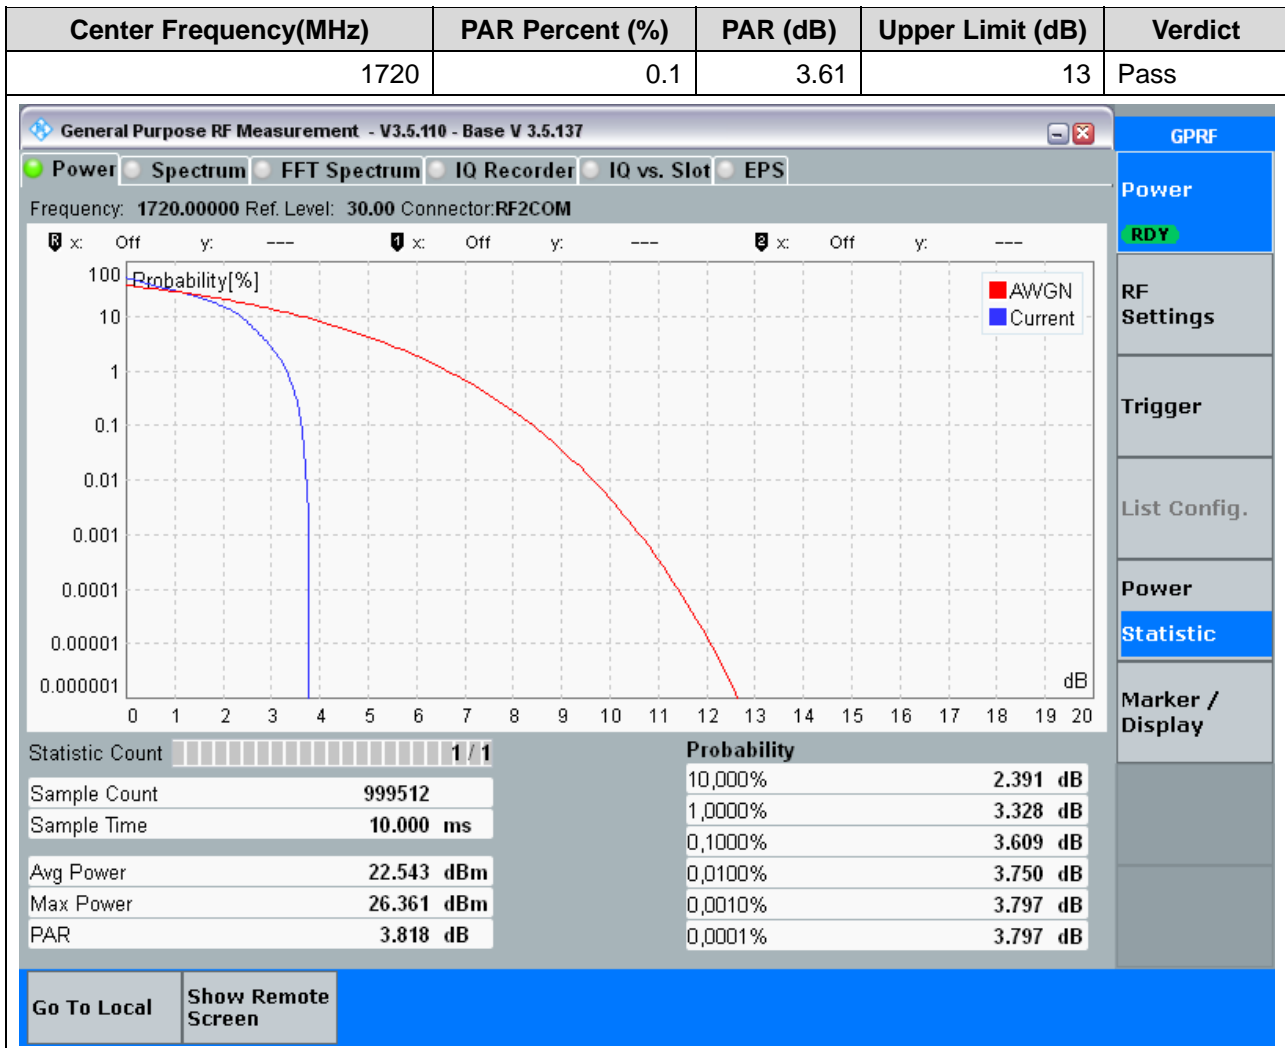 Center Frequency(MHz) PAR Percent (%) PAR (dB) Upper Limit (dB) Verdict
1720 0.1 3.61 13 Pass
General Purpose RF Measurement - V3.5.110 - Base V 3.5.137
GPRF
Power Spectrum FFT Spectrum IQ Recorder IQ vs. Slot EPS
Power
RDY
Frequency: 1720.00000 Ref. Level: 30.00 Connector:RF2COM
R x: Off y: --- 1 x: Off y: --- 2 x: Off y: ---
100 Probability[%]
AWGN
Current
10
1
0.1
0.01
0.001
0.0001
0.00001
0.000001
dB
0 1 2 3 4 5 6 7 8 9 10 11 12 13 14 15 16 17 18 19 20
RF
Settings
Trigger
List Config.
Power
Statistic
Marker /
Display
Statistic Count 1 / 1
Sample Count 999512
Sample Time 10.000 ms
Avg Power 22.543 dBm
Max Power 26.361 dBm
PAR 3.818 dB
Probability
10,000% 2.391 dB
1,0000% 3.328 dB
0,1000% 3.609 dB
0,0100% 3.750 dB
0,0010% 3.797 dB
0,0001% 3.797 dB
Go To Local
Show Remote
Screen